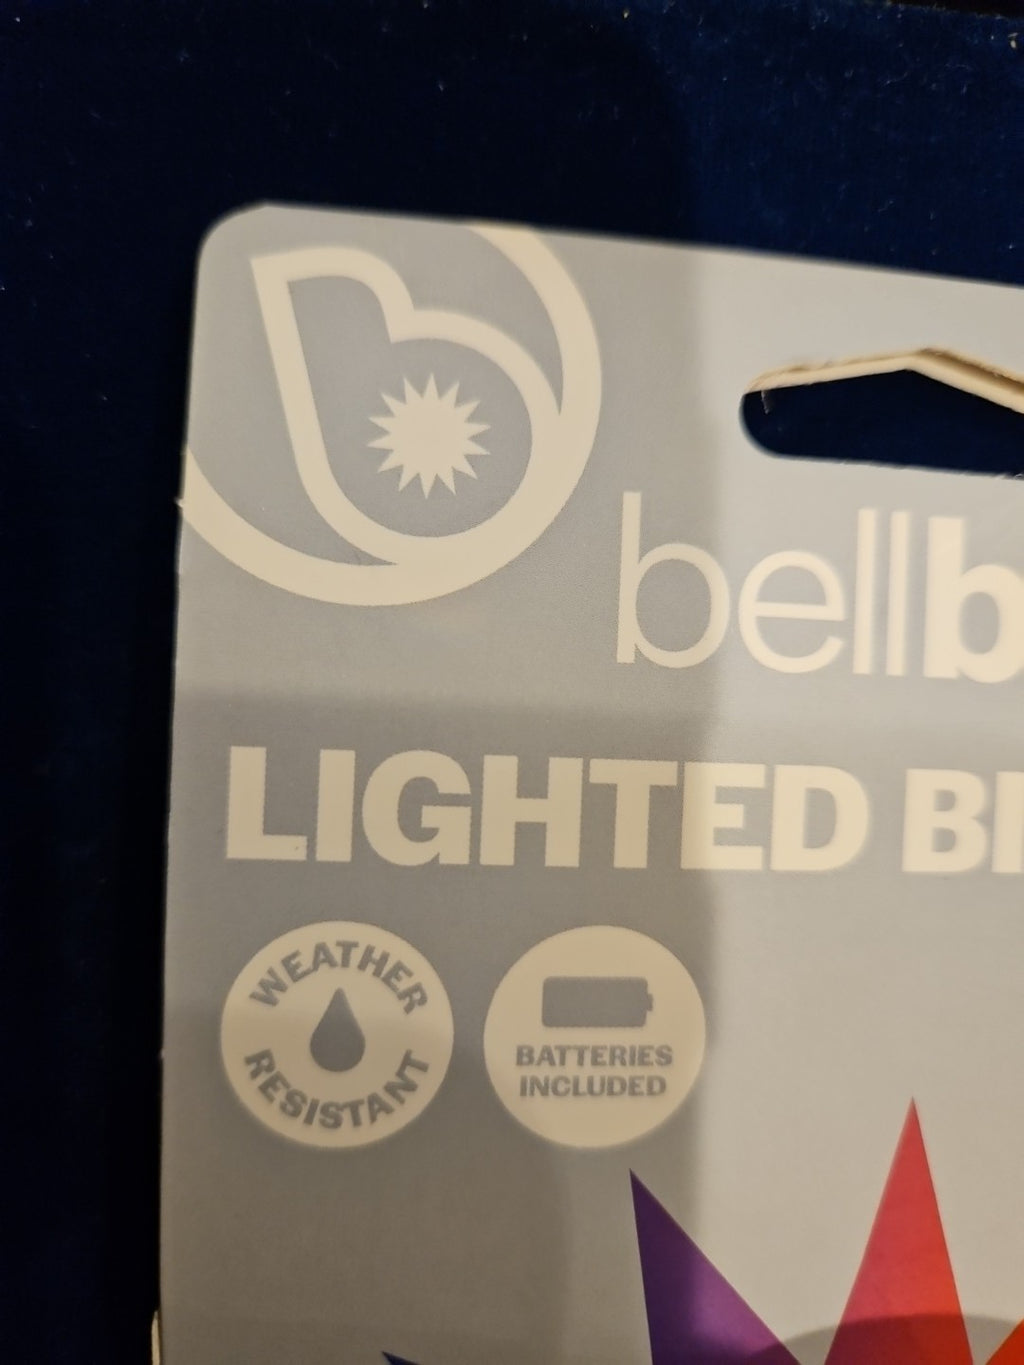 bellb
LIGHTED BI
WEATHER
RESISTANT
BATTERIES
INCLUDED